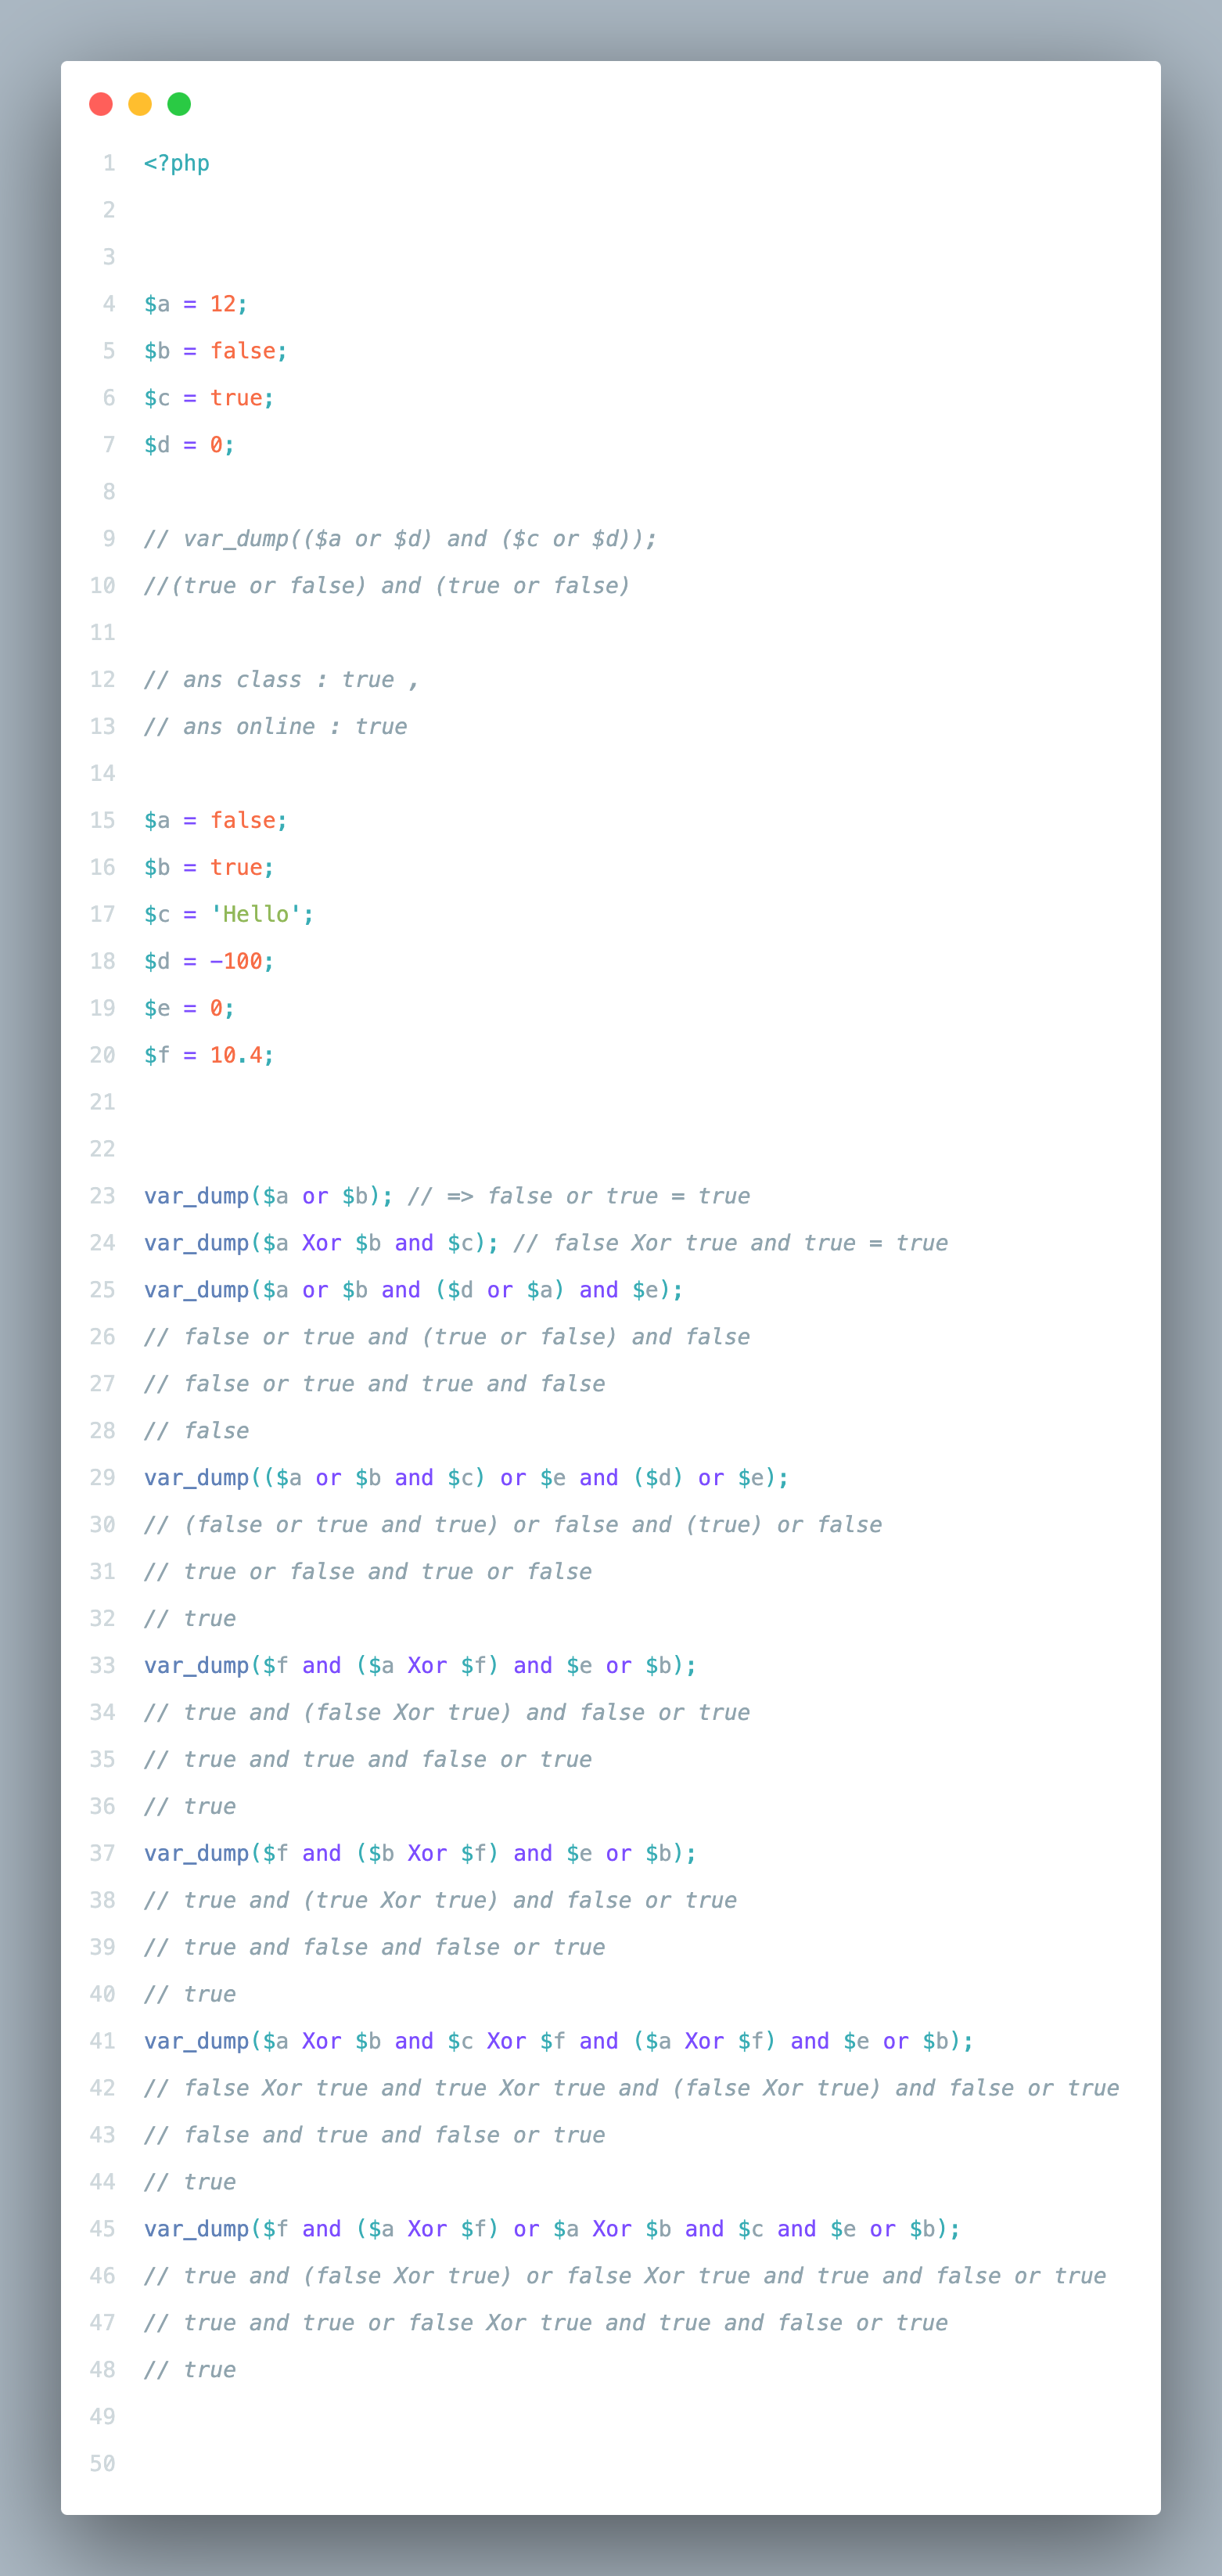 1 <?php
2
3
4 $a = 12;
5 $b = false;
6 $c = true;
7 $d = 0;
8
9 // var_dump(($a or $d) and ($c or $d));
10 //(true or false) and (true or false)
11
12 // ans class : true ,
13 // ans online : true
14
15 $a = false;
16 $b = true;
17 $c = 'Hello';
18 $d = -100;
19 $e = 0;
20 $f = 10.4;
21
22
23 var_dump($a or $b); // => false or true = true
24 var_dump($a Xor $b and $c); // false Xor true and true = true
25 var_dump($a or $b and ($d or $a) and $e);
26 // false or true and (true or false) and false
27 // false or true and true and false
28 // false
29 var_dump(($a or $b and $c) or $e and ($d) or $e);
30 // (false or true and true) or false and (true) or false
31 // true or false and true or false
32 // true
33 var_dump($f and ($a Xor $f) and $e or $b);
34 // true and (false Xor true) and false or true
35 // true and true and false or true
36 // true
37 var_dump($f and ($b Xor $f) and $e or $b);
38 // true and (true Xor true) and false or true
39 // true and false and false or true
40 // true
41 var_dump($a Xor $b and $c Xor $f and ($a Xor $f) and $e or $b);
42 // false Xor true and true Xor true and (false Xor true) and false or true
43 // false and true and false or true
44 // true
45 var_dump($f and ($a Xor $f) or $a Xor $b and $c and $e or $b);
46 // true and (false Xor true) or false Xor true and true and false or true
47 // true and true or false Xor true and true and false or true
48 // true
49
50